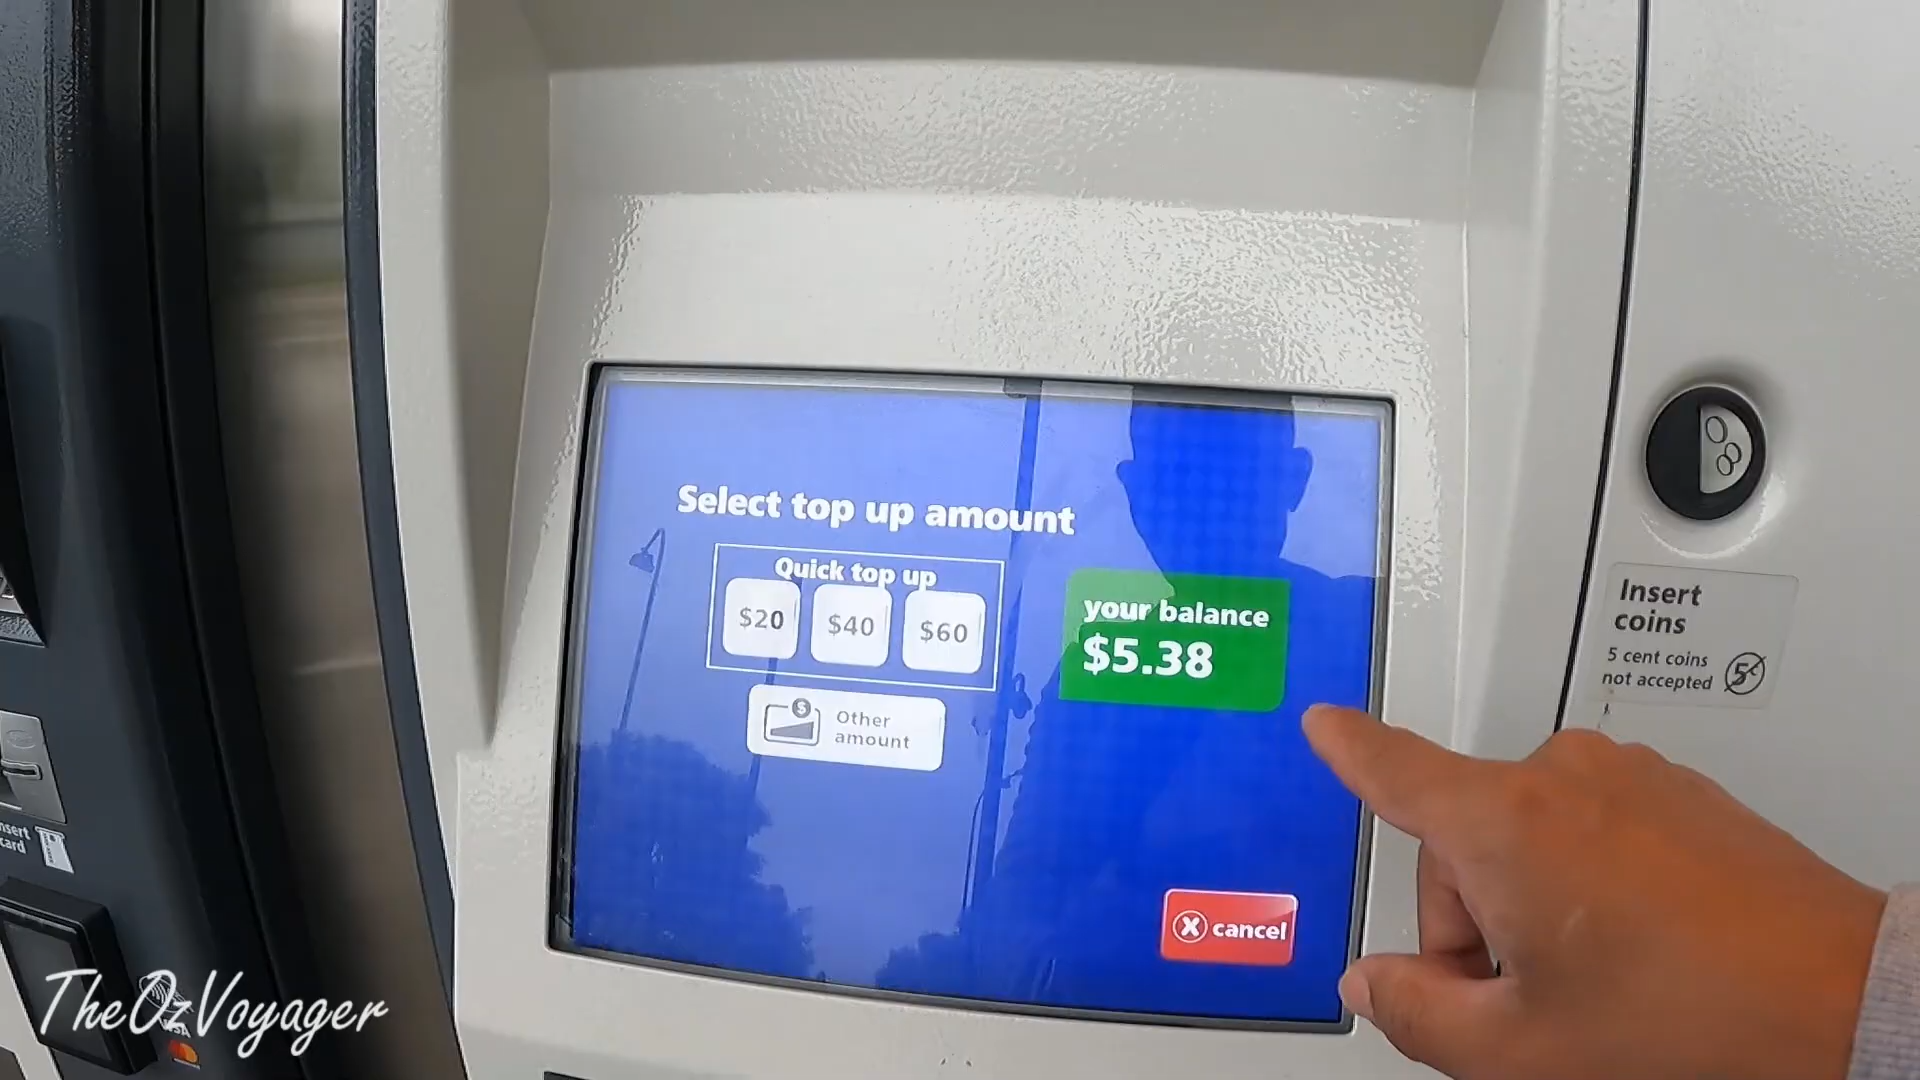 Select top up amount
Quick top up
$20
$40
$60
$
Other
amount
your balance
$5.38
X cancel
Insert
coins
5 cent coins
not accepted
5c
card
TheOzVoyager